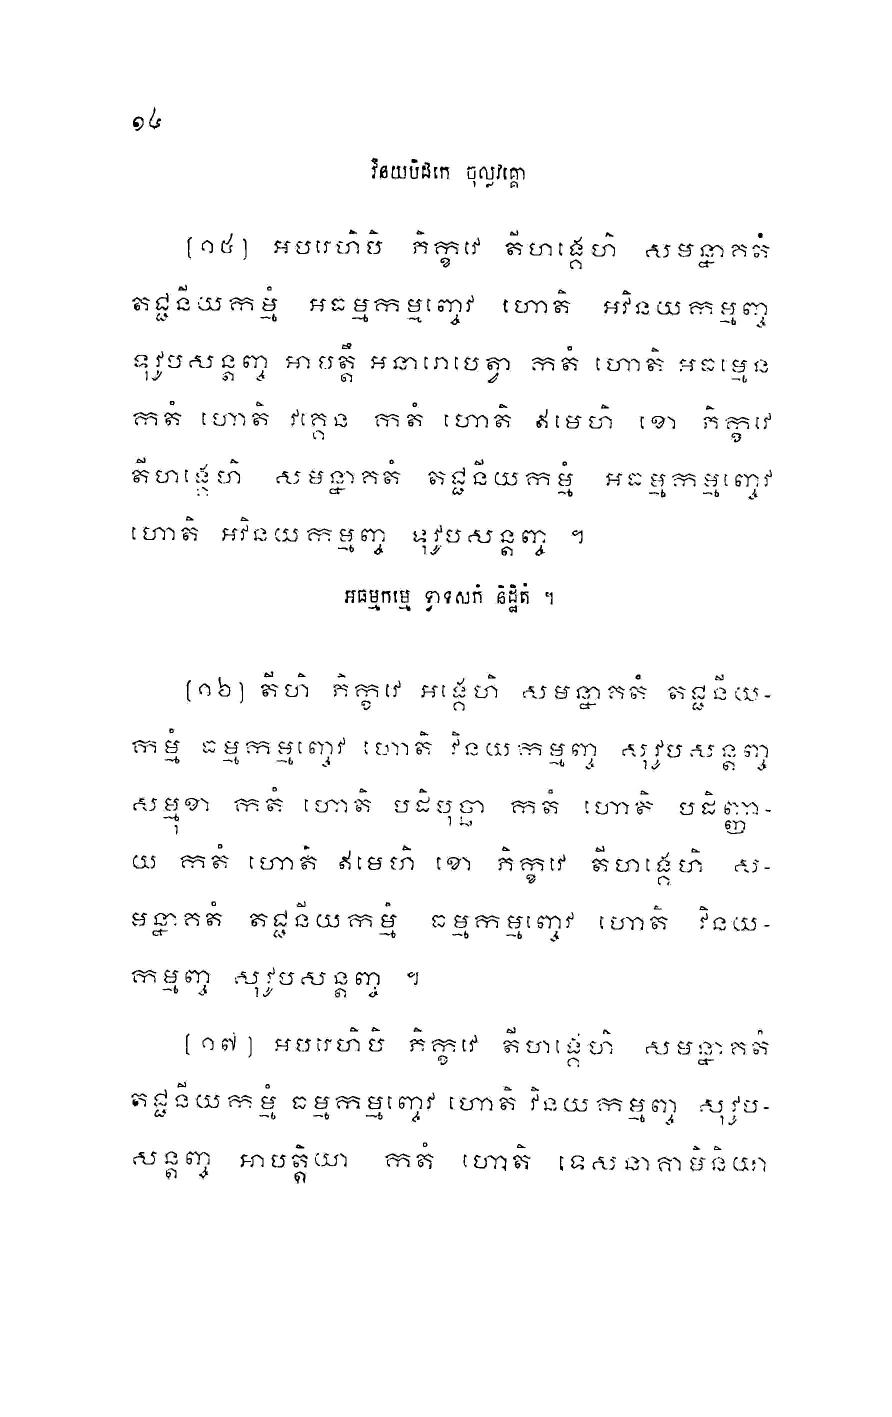 ១៤
វិនយបិដកេ ចុល្លវគ្គោ
[១៥] អបរេហិបិ ភិក្ខវេ តីហង្គេហិ សមន្នាគតំ
តជ្ជនីយកម្មំ អធម្មកម្មញ្ចេវ ហោតិ អវិនយកម្មញ្ច
ទុវូបសន្តញ្ច អាបត្តឹ អនារោបេត្វា កតំ ហោតិ អធម្មេន
កតំ ហោតិ វគ្គេន កតំ ហោតិ ឥមេហិ ខោ ភិក្ខវេ
តីហង្គេហិ សមន្នាគតំ តជ្ជនីយកម្មំ អធម្មកម្មញ្ចេវ
ហោតិ អវិនយកម្មញ្ច ទុវូបសន្តញ្ច ។
អធម្មកម្មេ ទ្វាទសកំ និដ្ឋិតំ ។
[១៦] តីហិ ភិក្ខវេ អង្គេហិ សមន្នាគតំ តជ្ជនីយ-
កម្មំ ធម្មកម្មញ្ចេវ ហោតិ វិនយកម្មញ្ច សុវូបសន្តញ្ច
សម្មុខា កតំ ហោតិ បដិបុច្ឆា កតំ ហោតិ បដិញ្ញា-
យ កតំ ហោតិ ឥមេហិ ខោ ភិក្ខវេ តីហង្គេហិ ស-
មន្នាគតំ តជ្ជនីយកម្មំ ធម្មកម្មញ្ចេវ ហោតិ វិនយ-
កម្មញ្ច សុវូបសន្តញ្ច ។
[១៧] អបរេហិបិ ភិក្ខវេ តីហង្គេហិ សមន្នាគតំ
តជ្ជនីយកម្មំ ធម្មកម្មញ្ចេវ ហោតិ វិនយកម្មញ្ច សុវូប-
សន្តញ្ច អាបត្តិយា កតំ ហោតិ ទេសនាគាមិនិយា